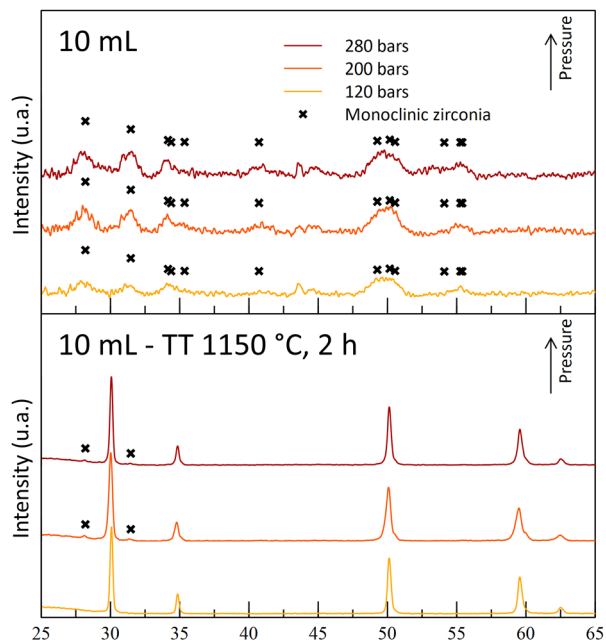 10 mL
280 bars
200 bars
120 bars
Monoclinic zirconia
Pressure
Intensity (u.a.)
10 mL - TT 1150 °C, 2 h
Pressure
Intensity (u.a.)
25 30 35 40 45 50 55 60 65